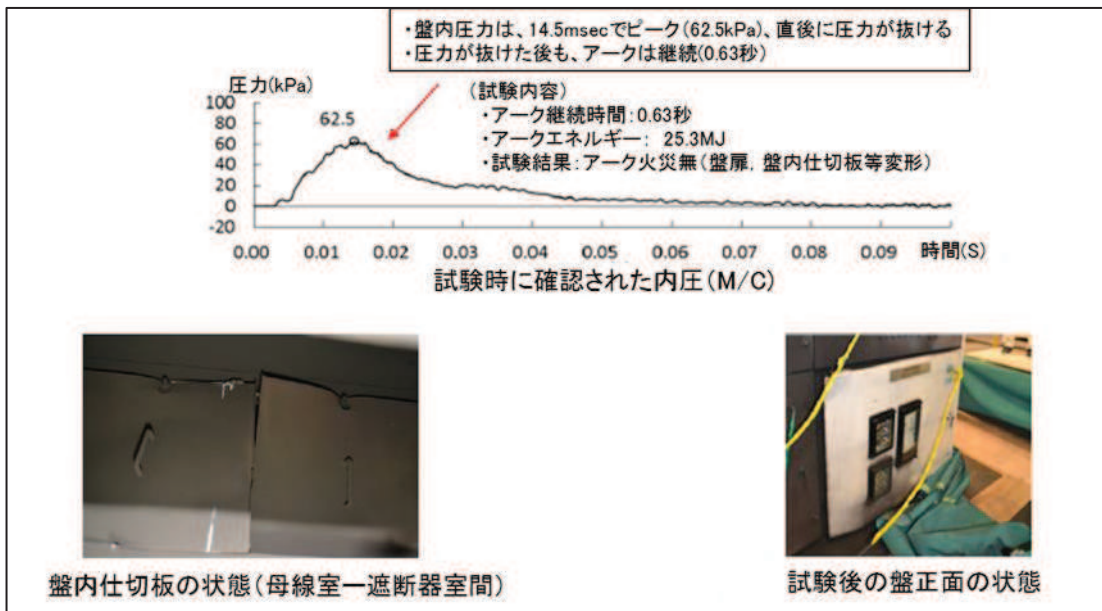 ・盤内圧力は、14.5msecでピーク(62.5kPa)、直後に圧力が抜ける
・圧力が抜けた後も、アークは継続(0.63秒)
圧力(kPa)
(試験内容)
・アーク継続時間:0.63秒
・アークエネルギー: 25.3MJ
・試験結果:アーク火災無(盤扉, 盤内仕切板等変形)
62.5
100
80
60
40
20
0
-20
0.00 0.01 0.02 0.03 0.04 0.05 0.06 0.07 0.08 0.09 時間(S)
試験時に確認された内圧(M/C)
盤内仕切板の状態(母線室ー遮断器室間)
試験後の盤正面の状態